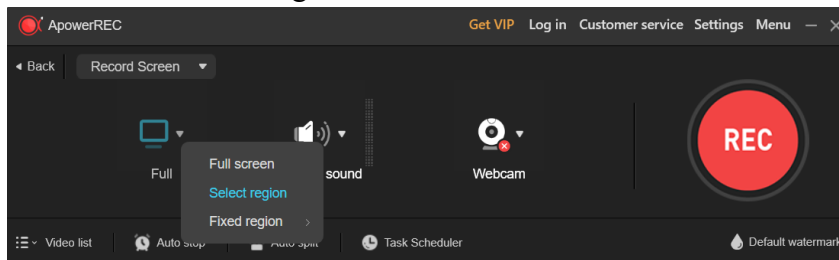 ApowerREC
Get VIP Log in Customer service Settings Menu
Back Record Screen
REC
Full sound Webcam
Full screen
Select region
Fixed region
Video list Auto stop Auto split Task Scheduler Default watermark